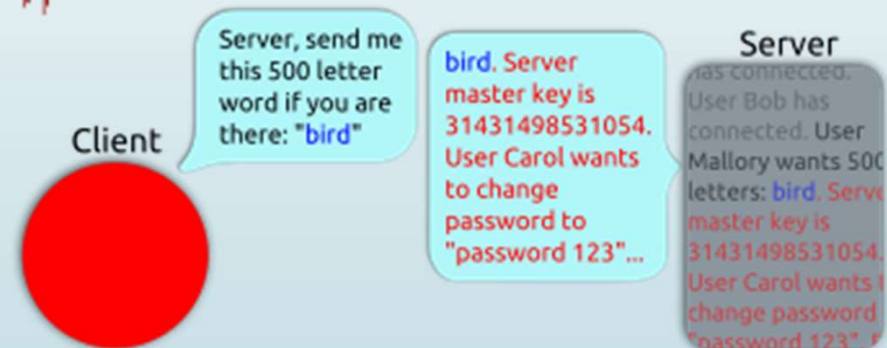 Client
Server, send me
this 500 letter
word if you are
there: "bird"
bird. Server
master key is
31431498531054.
User Carol wants
to change
password to
"password 123"...
Server
has connected.
User Bob has
connected. User
Mallory wants 500
letters: bird. Serve
master key is
31431498531054.
User Carol wants
change password
"password 123".